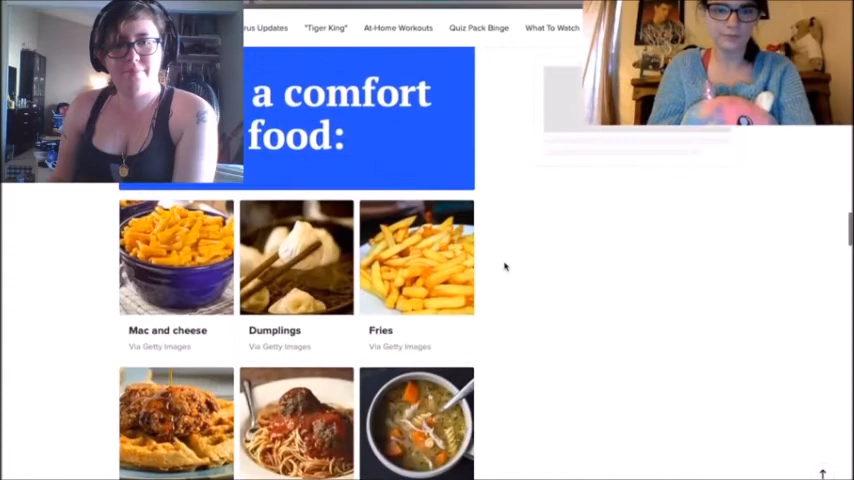 rus Updates "Tiger King" At-Home Workouts Quiz Pack Binge What To Watch
a comfort
food:
Mac and cheese Dumplings Fries
Via Getty Images Via Getty Images Via Getty Images